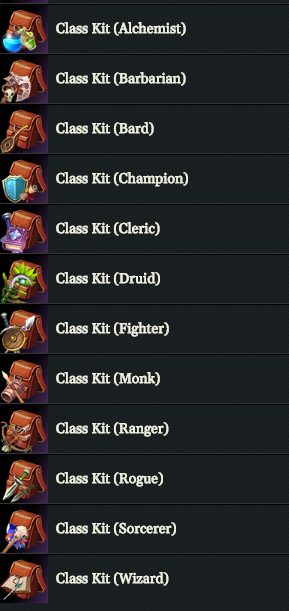 Class Kit (Alchemist)
Class Kit (Barbarian)
Class Kit (Bard)
Class Kit (Champion)
Class Kit (Cleric)
Class Kit (Druid)
Class Kit (Fighter)
Class Kit (Monk)
Class Kit (Ranger)
Class Kit (Rogue)
Class Kit (Sorcerer)
Class Kit (Wizard)